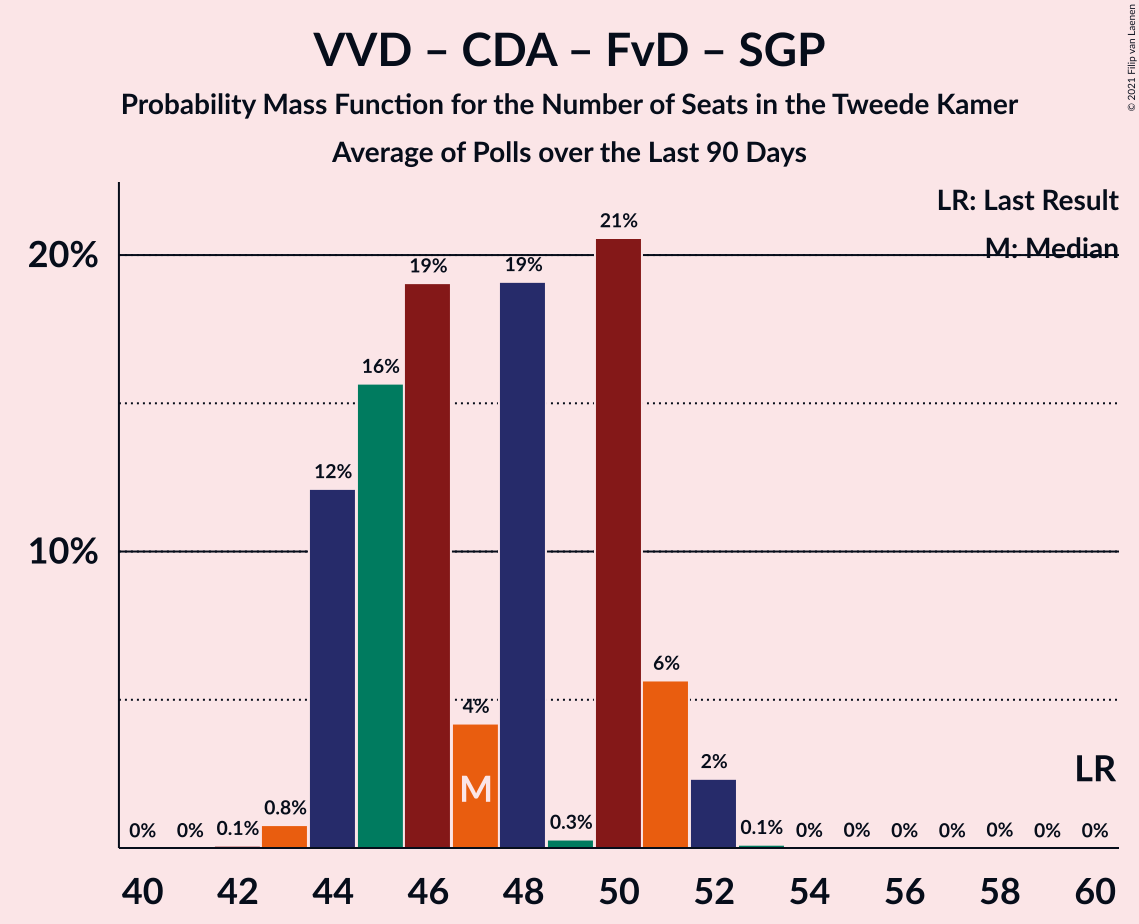 VVD – CDA – FvD – SGP
Probability Mass Function for the Number of Seats in the Tweede Kamer
Average of Polls over the Last 90 Days
© 2021 Filip van Laenen
LR: Last Result
M: Median
20%
10%
0% 0% 0.1% 0.8% 12% 16% 19% 4% 19% 0.3% 21% 6% 2% 0.1% 0% 0% 0% 0% 0% 0% 0%
M
LR
40 42 44 46 48 50 52 54 56 58 60